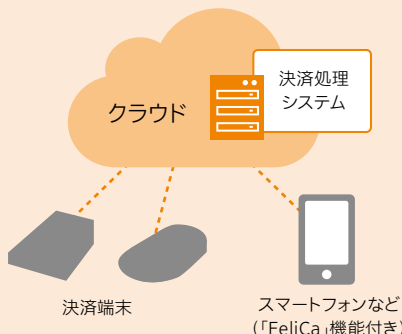 クラウド
決済処理
システム
決済端末
スマートフォンなど
(「FeliCa」機能付き)